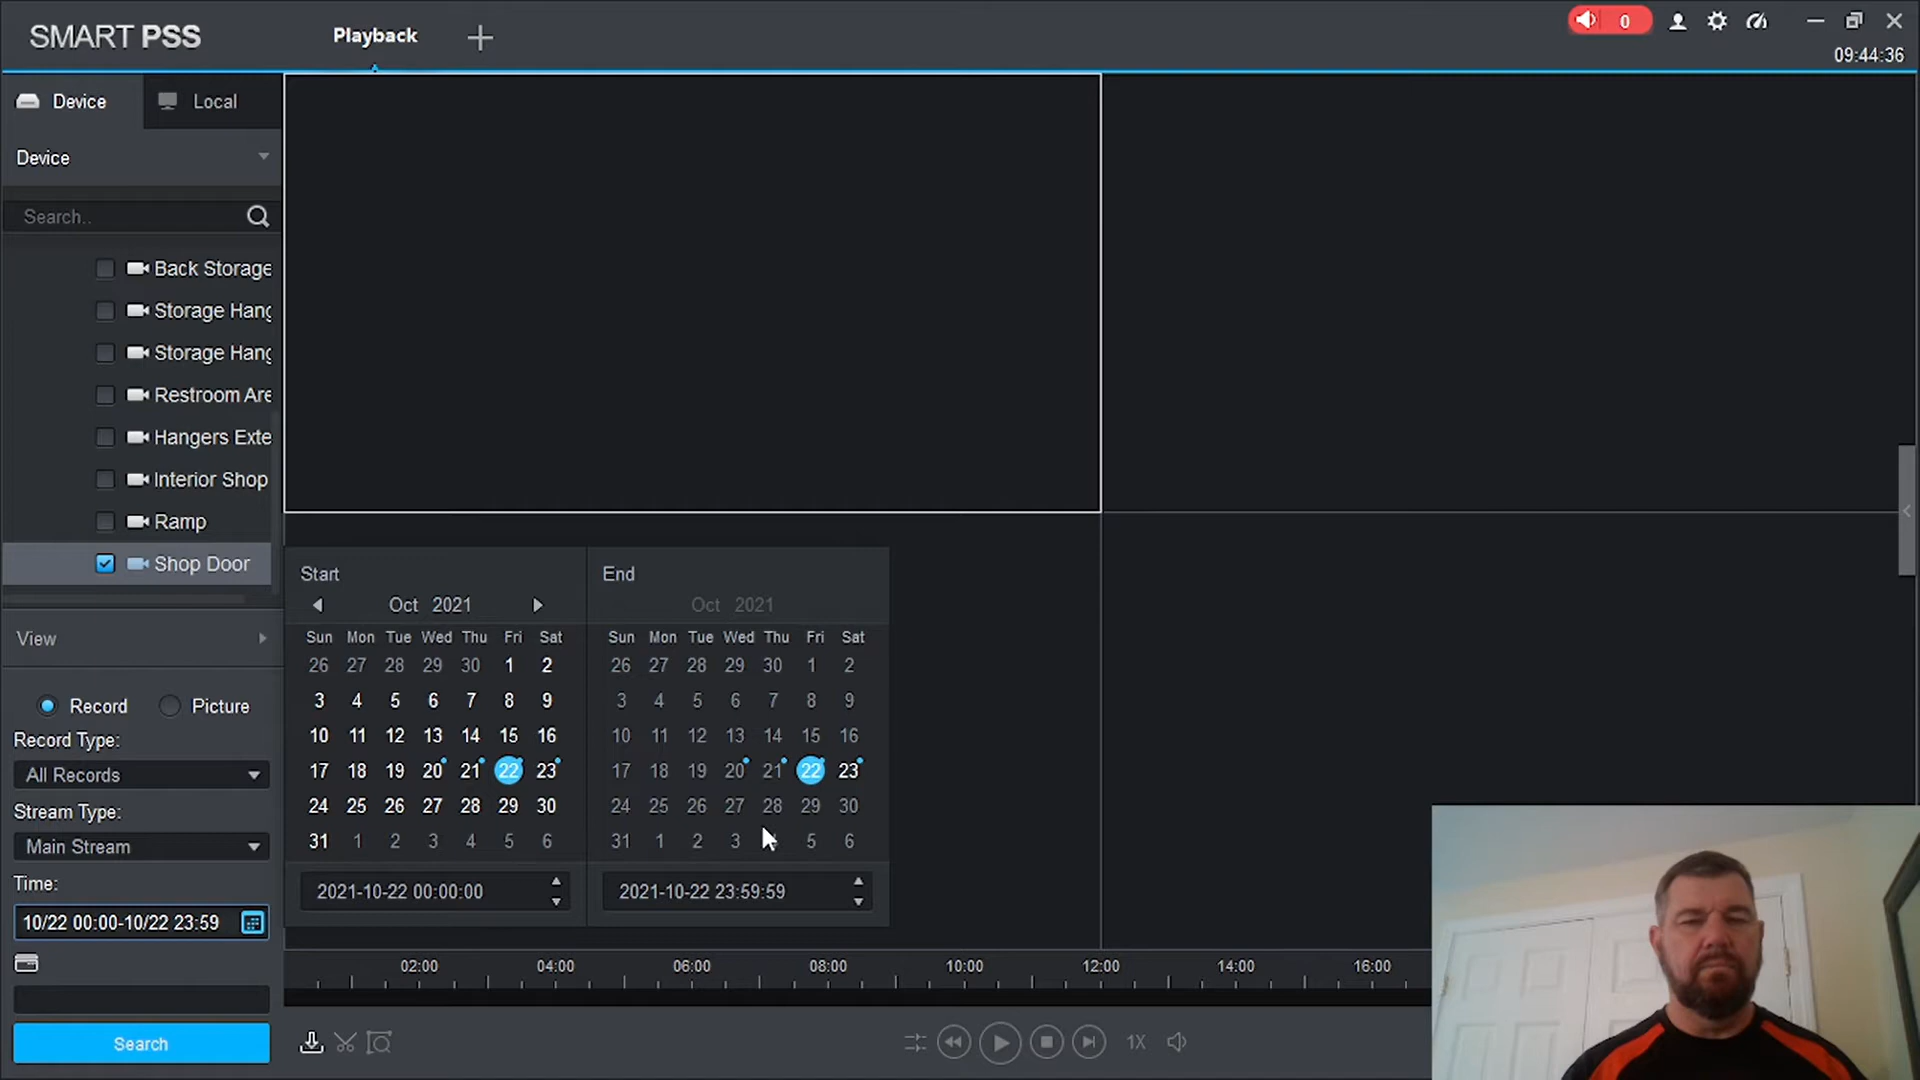 SMART PSS
Playback
0
09:44:36
Device
Local
Device
Search..
Back Storage
Storage Hang
Storage Hang
Restroom Are
Hangers Exte
Interior Shop
Ramp
Shop Door
View
Record
Picture
Record Type:
All Records
Stream Type:
Main Stream
Time:
10/22 00:00-10/22 23:59
Search
Start
Oct 2021
Sun Mon Tue Wed Thu Fri Sat
26 27 28 29 30 1 2
3 4 5 6 7 8 9
10 11 12 13 14 15 16
17 18 19 20 21 22 23
24 25 26 27 28 29 30
31 1 2 3 4 5 6
2021-10-22 00:00:00
End
Oct 2021
Sun Mon Tue Wed Thu Fri Sat
26 27 28 29 30 1 2
3 4 5 6 7 8 9
10 11 12 13 14 15 16
17 18 19 20 21 22 23
24 25 26 27 28 29 30
31 1 2 3 5 6
2021-10-22 23:59:59
02:00 04:00 06:00 08:00 10:00 12:00 14:00 16:00
1X